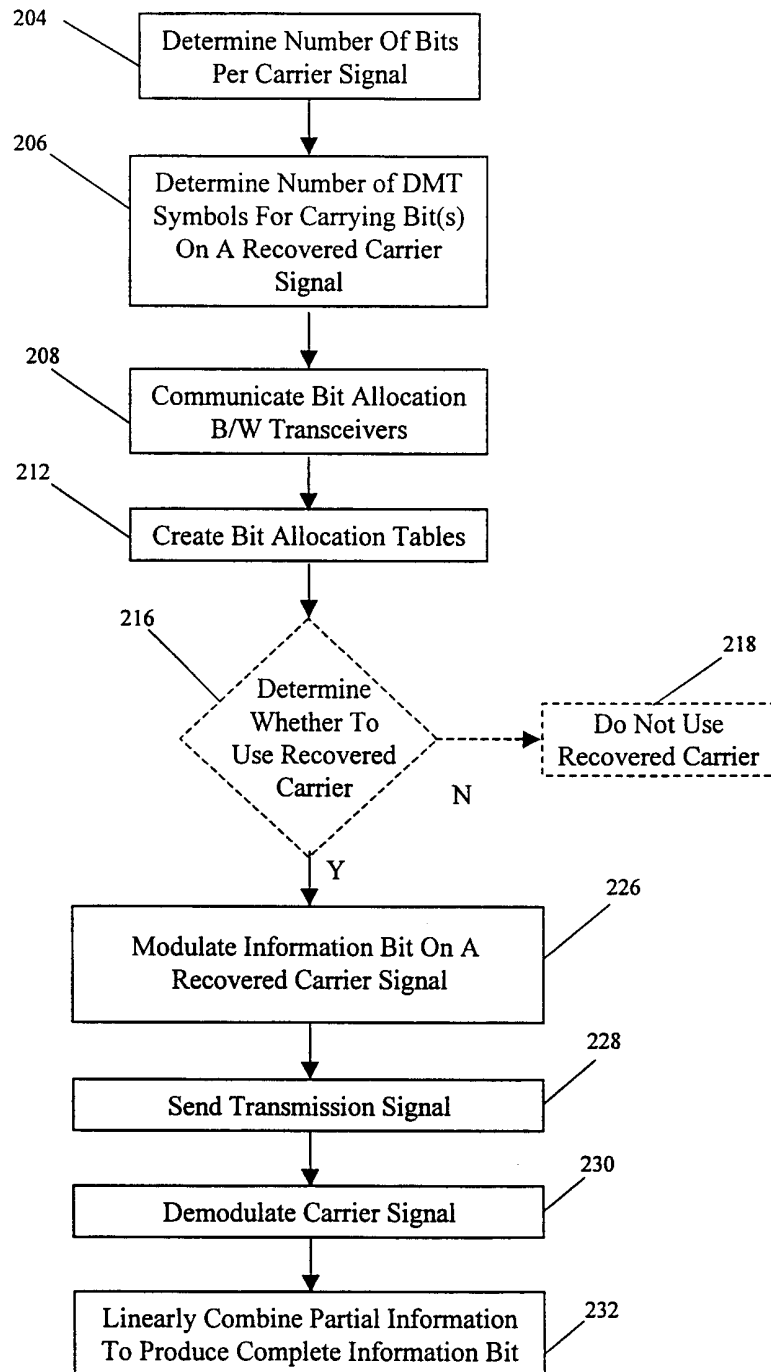 204
Determine Number Of Bits
Per Carrier Signal
206
Determine Number of DMT
Symbols For Carrying Bit(s)
On A Recovered Carrier
Signal
208
Communicate Bit Allocation
B/W Transceivers
212
Create Bit Allocation Tables
216
Determine
Whether To
Use Recovered
Carrier
218
Do Not Use
Recovered Carrier
N
Y
226
Modulate Information Bit On A
Recovered Carrier Signal
228
Send Transmission Signal
230
Demodulate Carrier Signal
232
Linearly Combine Partial Information
To Produce Complete Information Bit